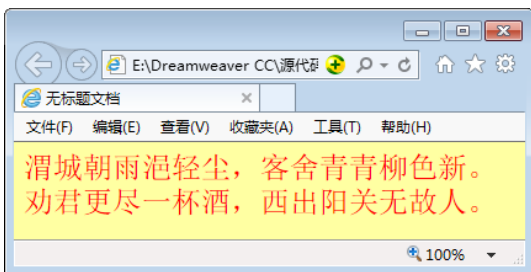 E:\Dreamweaver CC\源代码
无标题文档
文件(F) 编辑(E) 查看(V) 收藏夹(A) 工具(T) 帮助(H)
渭城朝雨浥轻尘，客舍青青柳色新。
劝君更尽一杯酒，西出阳关无故人。
100%